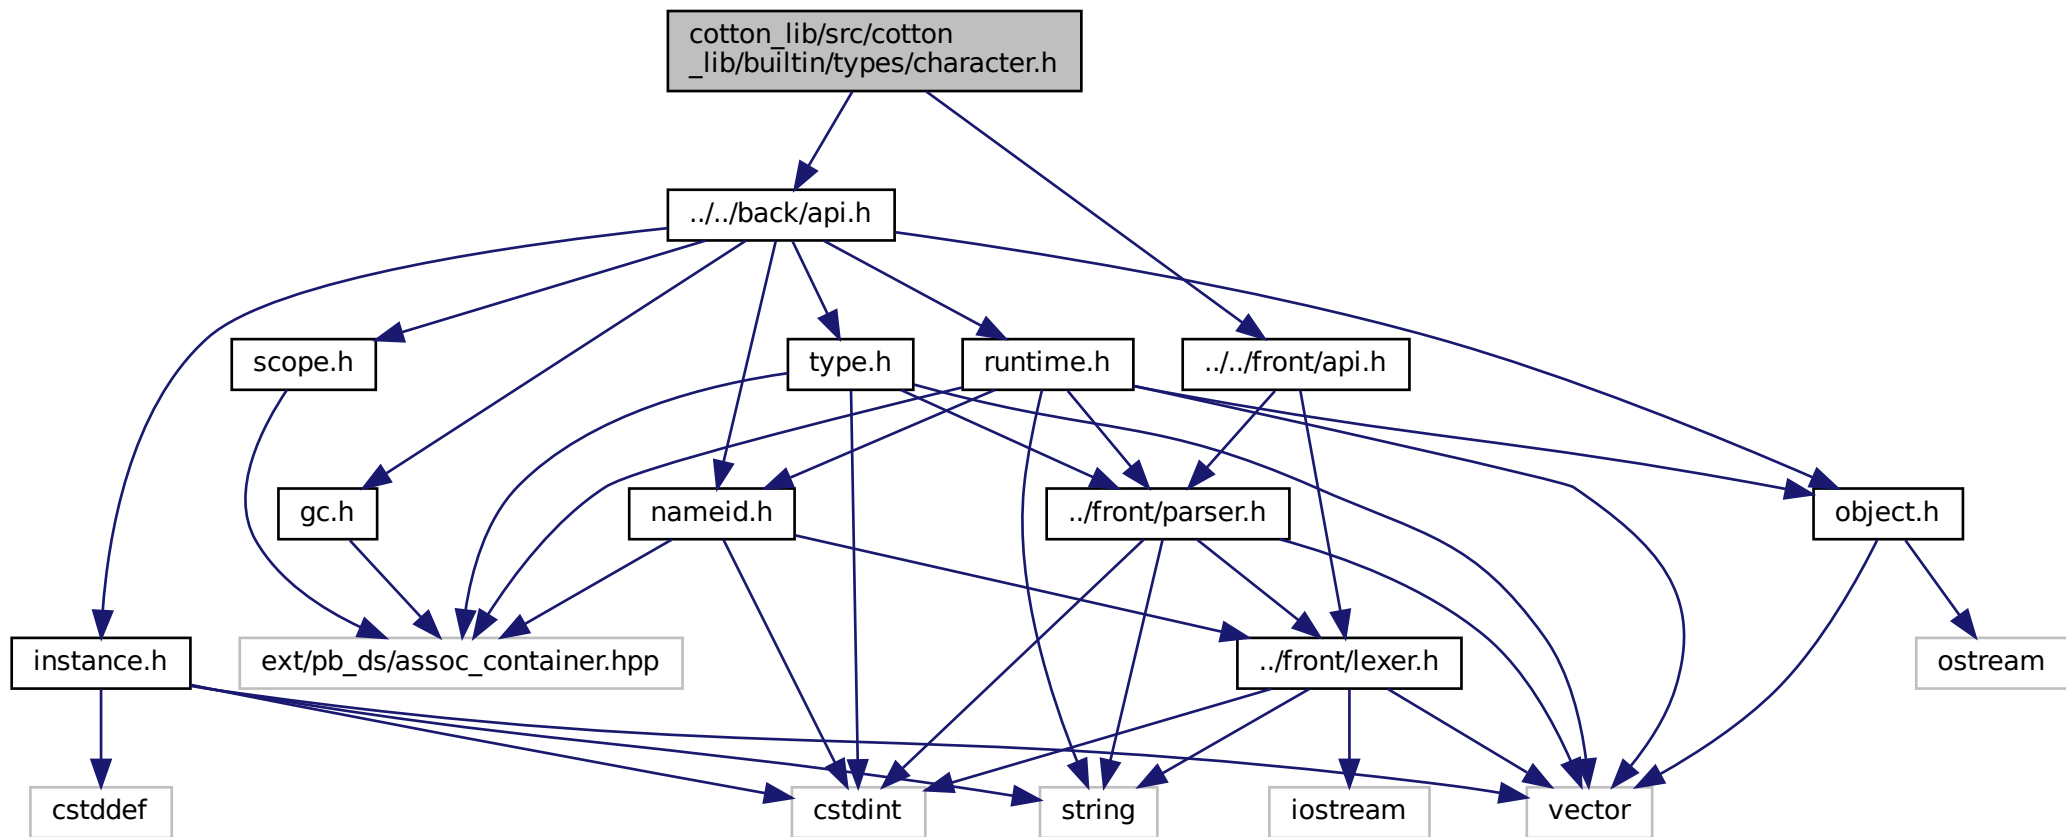 cotton_lib/src/cotton
_lib/builtin/types/character.h
../../back/api.h
scope.h
type.h
runtime.h
../../front/api.h
gc.h
nameid.h
../front/parser.h
object.h
instance.h
ext/pb_ds/assoc_container.hpp
../front/lexer.h
ostream
cstddef
cstdint
string
iostream
vector